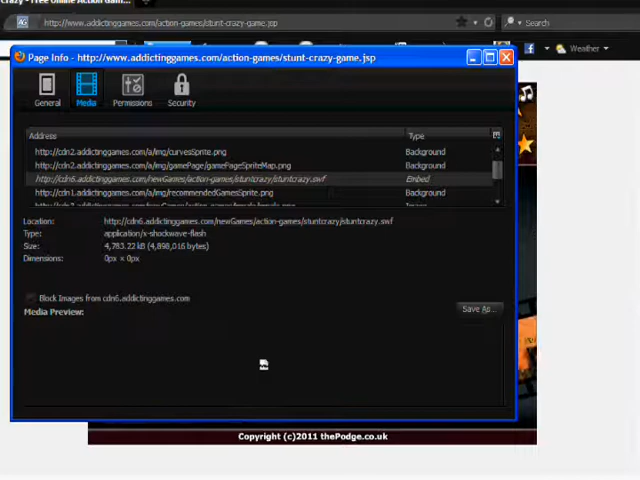 Crazy - Free Online Action Gam...
AG
http://www.addictinggames.com/action-games/stunt-crazy-game.jsp
Search
f
Weather
Page Info - http://www.addictinggames.com/action-games/stunt-crazy-game.jsp
General Media Permissions Security
Address Type
http://cdn2.addictinggames.com/a/img/curvesSprite.png Background
http://cdn2.addictinggames.com/a/img/gamePage/gamePageSpriteMap.png Background
http://cdn6.addictinggames.com/newGames/action-games/stuntcrazy/stuntcrazy.swf Embed
http://cdn1.addictinggames.com/a/img/recommendedGamesSprite.png Background
Location: http://cdn6.addictinggames.com/newGames/action-games/stuntcrazy/stuntcrazy.swf
Type: application/x-shockwave-flash
Size: 4,783.22 kB (4,898,016 bytes)
Dimensions: 0px × 0px
Block Images from cdn6.addictinggames.com
Media Preview:
Save As...
Copyright (c)2011 thePodge.co.uk